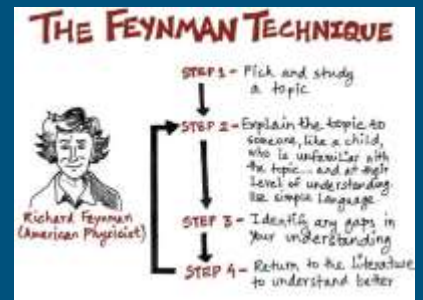 THE FEYNMAN TECHNIQUE
STEP 1 - Pick and study
a topic
STEP 2 - Explain the topic to
someone, like a child,
who is unfamiliar with
the topic... and at their
level of understanding.
Use simple language
STEP 3 - Identify any gaps in
your understanding
STEP 4 - Return to the literature
to understand better
Richard Feynman
(American Physicist)